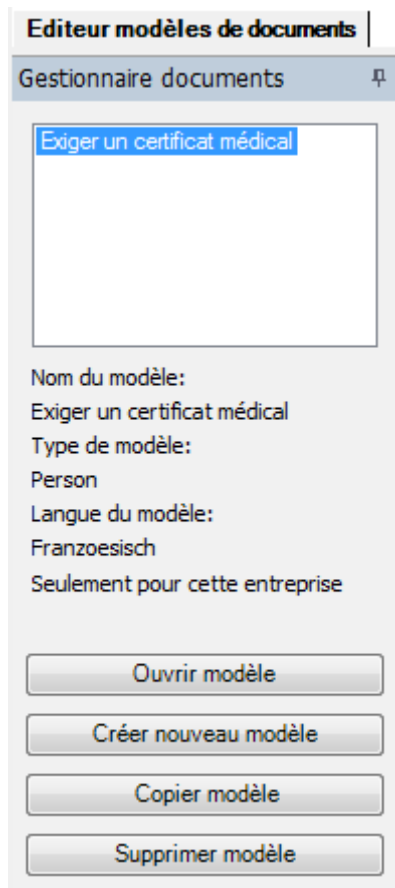 Editeur modèles de documents
Gestionnaire documents
Exiger un certificat médical
Nom du modèle:
Exiger un certificat médical
Type de modèle:
Person
Langue du modèle:
Franzoesisch
Seulement pour cette entreprise
Ouvrir modèle
Créer nouveau modèle
Copier modèle
Supprimer modèle